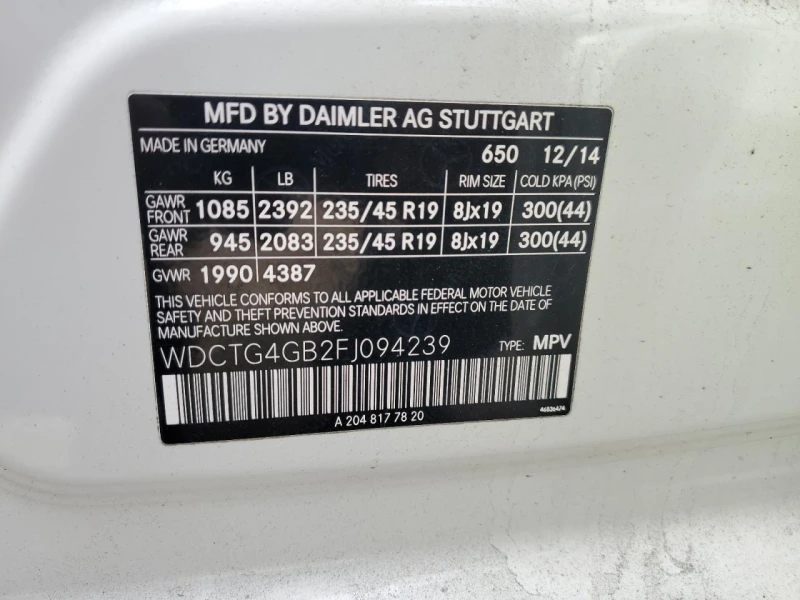 MFD BY DAIMLER AG STUTTGART
MADE IN GERMANY 650 12/14
KG LB TIRES RIM SIZE COLD KPA (PSI)
GAWR FRONT 1085 2392 235/45 R19 8Jx19 300(44)
GAWR REAR 945 2083 235/45 R19 8Jx19 300(44)
GVWR 1990 4387
THIS VEHICLE CONFORMS TO ALL APPLICABLE FEDERAL MOTOR VEHICLE
SAFETY AND THEFT PREVENTION STANDARDS IN EFFECT ON THE DATE OF
MANUFACTURE SHOWN ABOVE.
WDCTG4GB2FJ094239 TYPE: MPV
A 204 817 78 20 46836474